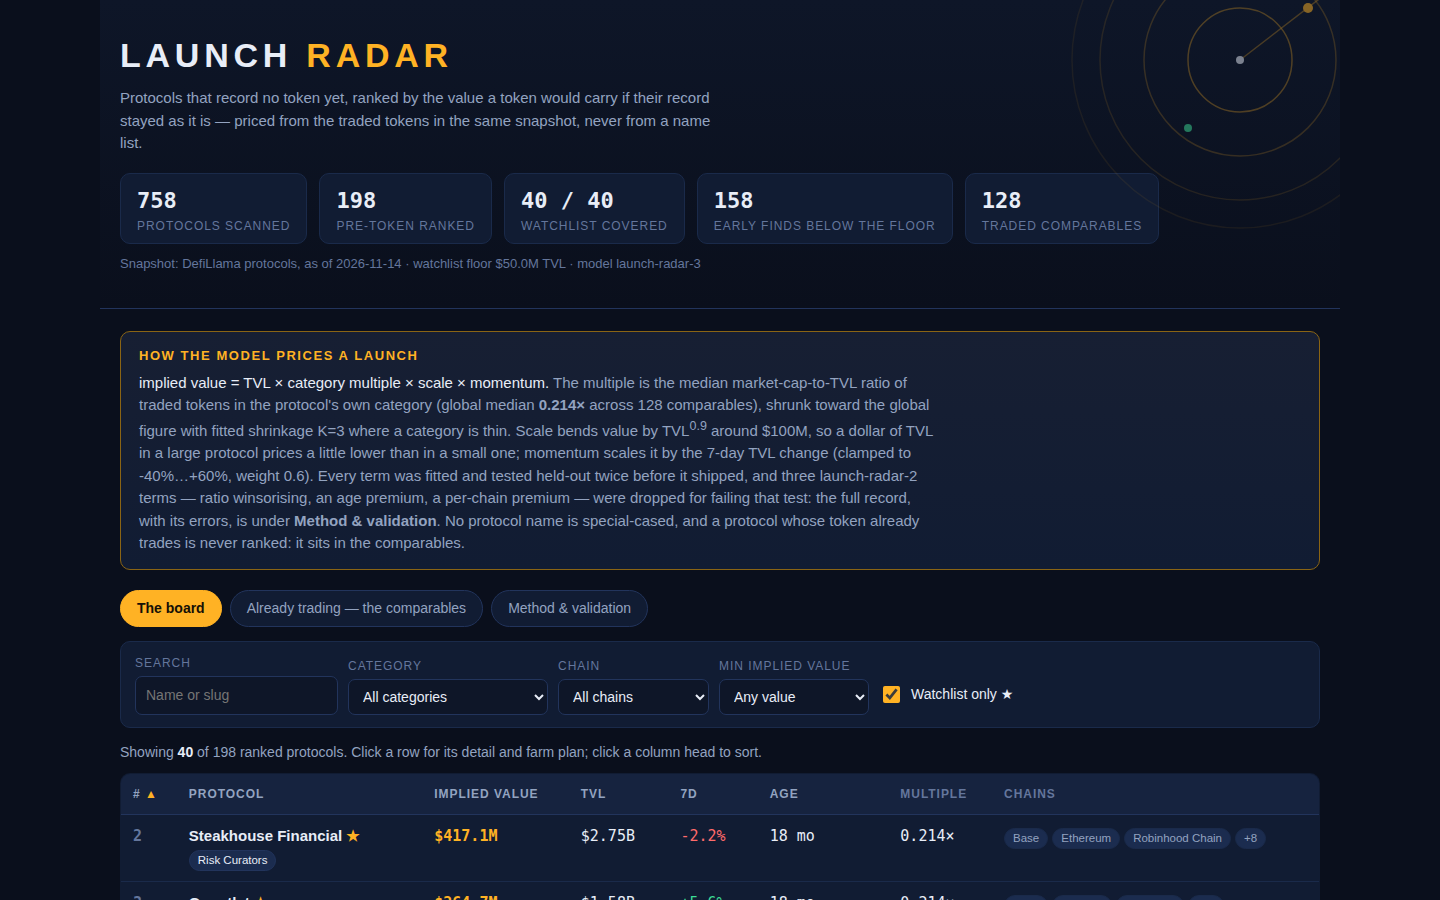 LAUNCH RADAR
Protocols that record no token yet, ranked by the value a token would carry if their record
stayed as it is — priced from the traded tokens in the same snapshot, never from a name
list.
758
PROTOCOLS SCANNED
198
PRE-TOKEN RANKED
40 / 40
WATCHLIST COVERED
158
EARLY FINDS BELOW THE FLOOR
128
TRADED COMPARABLES
Snapshot: DefiLlama protocols, as of 2026-11-14 · watchlist floor $50.0M TVL · model launch-radar-3
HOW THE MODEL PRICES A LAUNCH
implied value = TVL × category multiple × scale × momentum. The multiple is the median market-cap-to-TVL ratio of
traded tokens in the protocol's own category (global median 0.214× across 128 comparables), shrunk toward the global
figure with fitted shrinkage K=3 where a category is thin. Scale bends value by TVL^0.9 around $100M, so a dollar of TVL
in a large protocol prices a little lower than in a small one; momentum scales it by the 7-day TVL change (clamped to
-40%…+60%, weight 0.6). Every term was fitted and tested held-out twice before it shipped, and three launch-radar-2
terms — ratio winsorising, an age premium, a per-chain premium — were dropped for failing that test: the full record,
with its errors, is under Method & validation. No protocol name is special-cased, and a protocol whose token already
trades is never ranked: it sits in the comparables.
The board
Already trading — the comparables
Method & validation
SEARCH
Name or slug
CATEGORY
All categories
CHAIN
All chains
MIN IMPLIED VALUE
Any value
Watchlist only ★
Showing 40 of 198 ranked protocols. Click a row for its detail and farm plan; click a column head to sort.
# ▲ PROTOCOL IMPLIED VALUE TVL 7D AGE MULTIPLE CHAINS
2 Steakhouse Financial ★ $417.1M $2.75B -2.2% 18 mo 0.214× Base Ethereum Robinhood Chain +8
Risk Curators